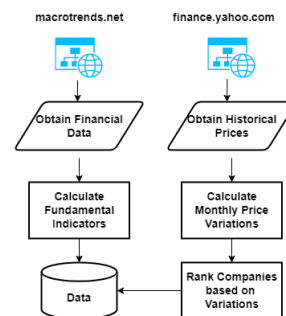 macrotrends.net
finance.yahoo.com
Obtain Financial
Data
Obtain Historical
Prices
Calculate
Fundamental
Indicators
Calculate
Monthly Price
Variations
Data
Rank Companies
based on
Variations